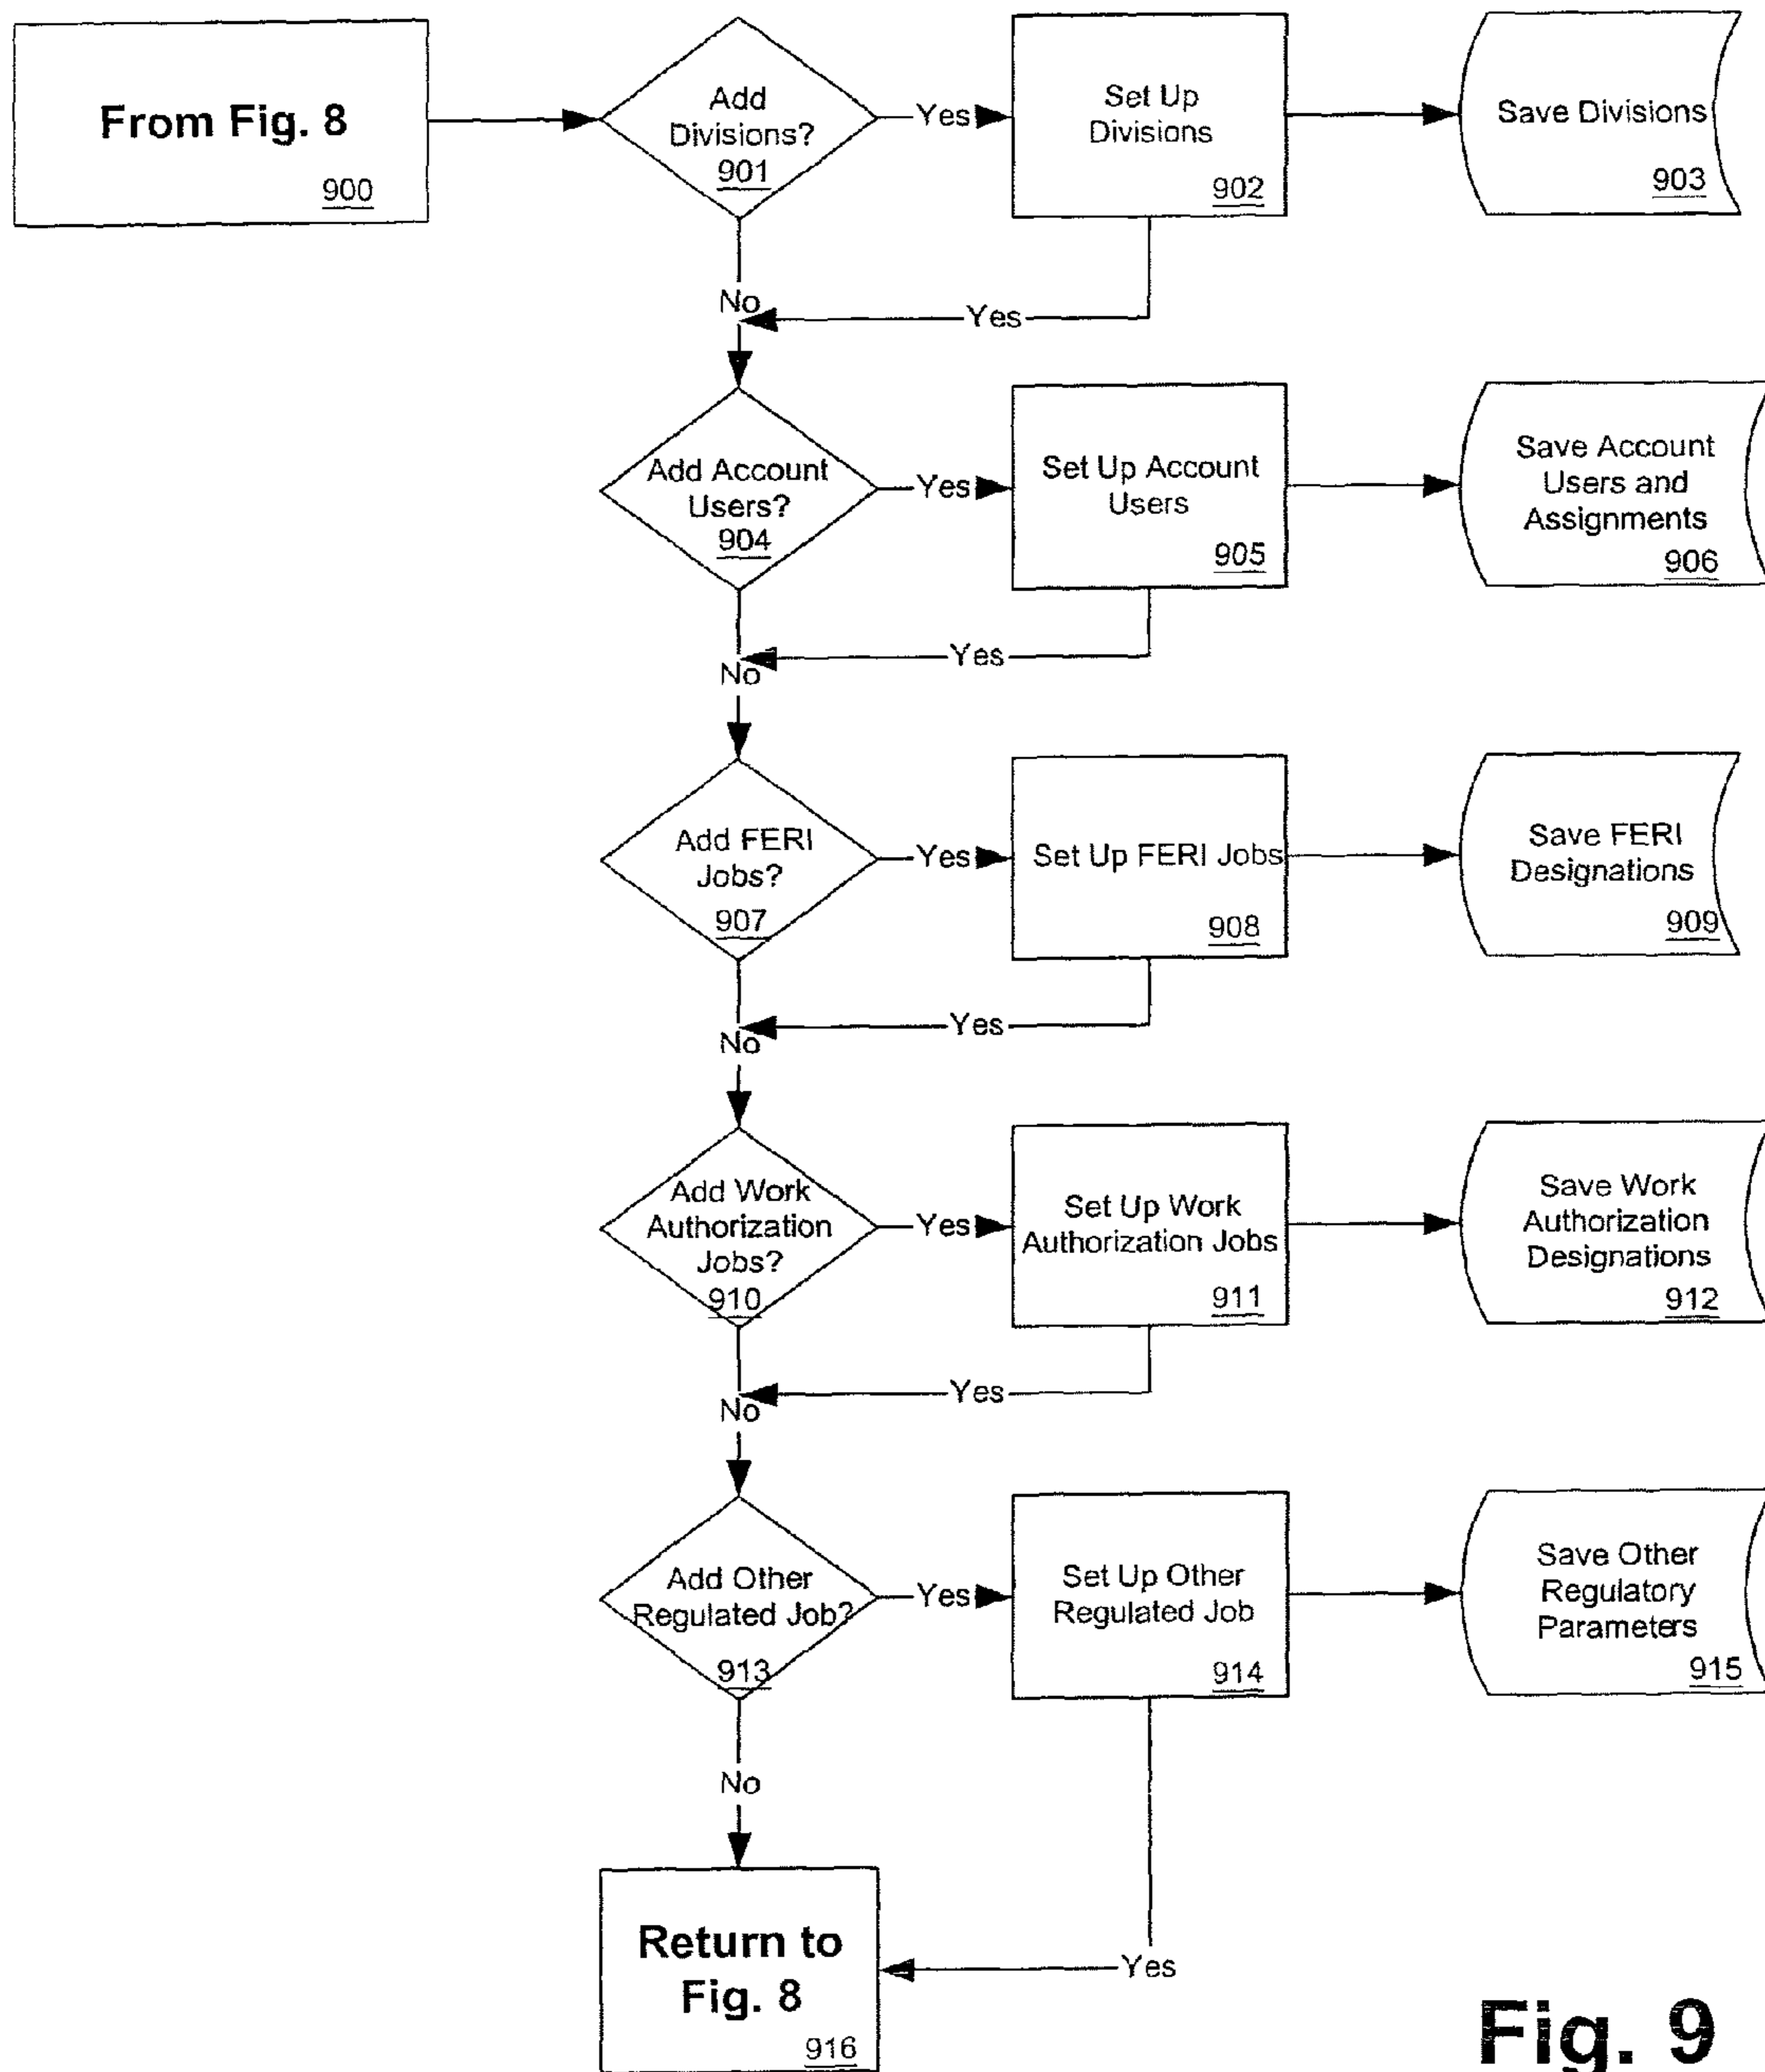 From Fig. 8
900
Add
Divisions?
901
Yes
Set Up
Divisions
902
Save Divisions
903
No
Yes
Add Account
Users?
904
Yes
Set Up Account
Users
905
Save Account
Users and
Assignments
906
No
Yes
Add FERI
Jobs?
907
Yes
Set Up FERI Jobs
908
Save FERI
Designations
909
No
Yes
Add Work
Authorization
Jobs?
910
Yes
Set Up Work
Authorization Jobs
911
Save Work
Authorization
Designations
912
No
Yes
Add Other
Regulated Job?
913
Yes
Set Up Other
Regulated Job
914
Save Other
Regulatory
Parameters
915
No
Yes
Return to
Fig. 8
916
Fig. 9